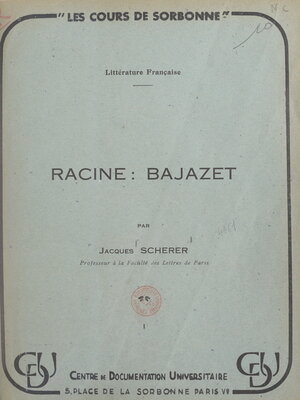 "LES COURS DE SORBONNE"
Littérature Française
RACINE : BAJAZET
PAR
Jacques SCHERER
Professeur à la Faculté des Lettres de Paris
I
CDU CDU
CENTRE DE DOCUMENTATION UNIVERSITAIRE
5, PLACE DE LA SORBONNE PARIS Vᵉ